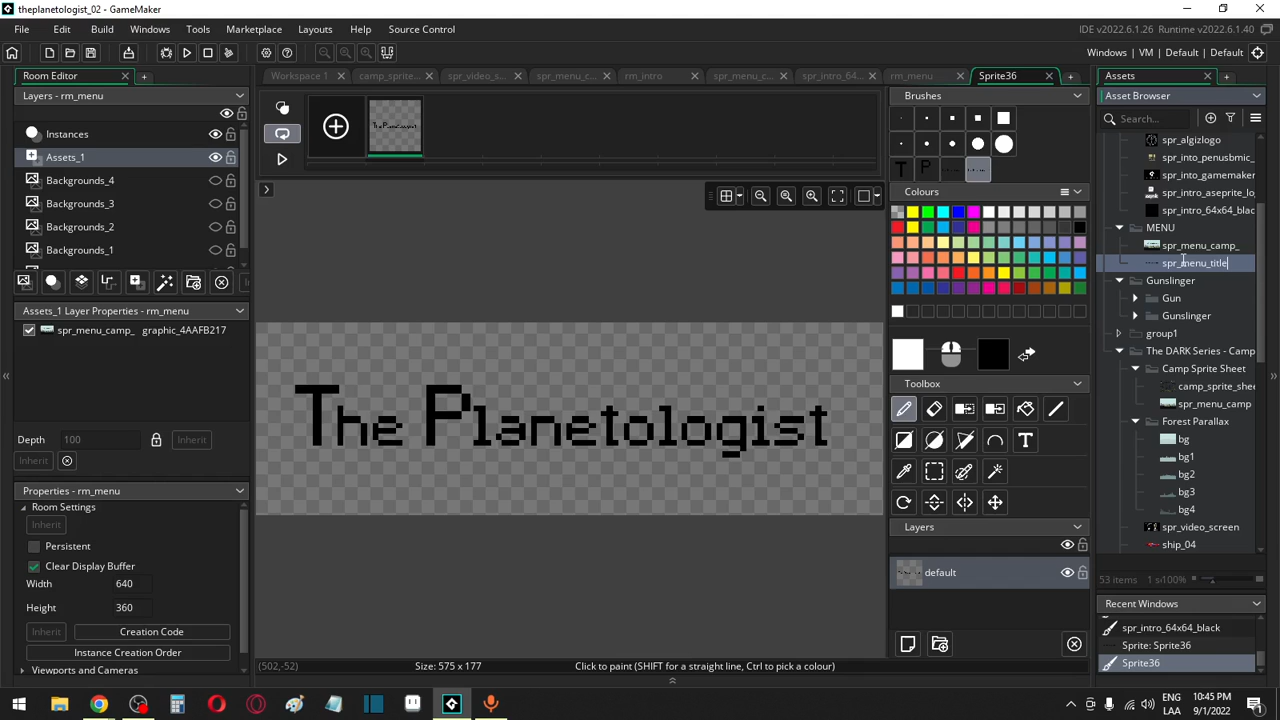 theplanetologist_02 - GameMaker
File Edit Build Windows Tools Marketplace Layouts Help Source Control
IDE v2022.6.1.26 Runtime v2022.6.1.40
Windows | VM | Default | Default
Room Editor
Workspace 1 camp_sprite... spr_video_s... spr_menu_c... rm_intro spr_menu_c... spr_intro_64... rm_menu Sprite36
Assets
Layers - rm_menu
Instances
Assets_1
Backgrounds_4
Backgrounds_3
Backgrounds_2
Backgrounds_1
Assets_1 Layer Properties - rm_menu
spr_menu_camp_ graphic_4AAFB217
Depth 100 Inherit
Inherit
Properties - rm_menu
Room Settings
Inherit
Persistent
Clear Display Buffer
Width 640
Height 360
Inherit Creation Code
Instance Creation Order
Viewports and Cameras
The Planetologist
The Planetologist
(502,-52) Size: 575 x 177 Click to paint (SHIFT for a straight line, Ctrl to pick a colour)
Brushes
T P
Colours
Toolbox
T
Layers
default
Asset Browser
Search...
spr_algizlogo
spr_into_penusbmic_
spr_into_gamemaker
spr_intro_aseprite_lo
spr_intro_64x64_blac
MENU
spr_menu_camp_
spr_menu_title
Gunslinger
Gun
Gunslinger
group1
The DARK Series - Camp
Camp Sprite Sheet
camp_sprite_shee
spr_menu_camp
Forest Parallax
bg
bg1
bg2
bg3
bg4
spr_video_screen
ship_04
53 items 1 s 100%
Recent Windows
spr_intro_64x64_black
Sprite: Sprite36
Sprite36
ENG
LAA
10:45 PM
9/1/2022
1